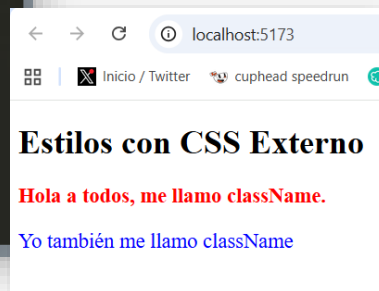 localhost:5173
Inicio / Twitter cuphead speedrun
Estilos con CSS Externo
Hola a todos, me llamo className.
Yo también me llamo className